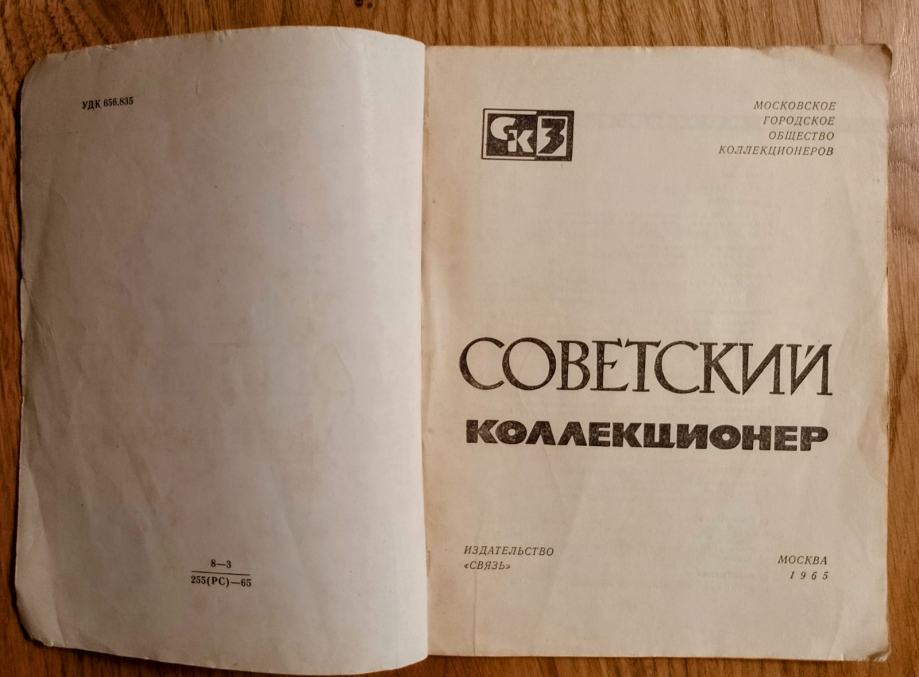 УДК 656.835
8—3
255(РС)—65
СК3
МОСКОВСКОЕ
ГОРОДСКОЕ
ОБЩЕСТВО
КОЛЛЕКЦИОНЕРОВ
СОВЕТСКИЙ
КОЛЛЕКЦИОНЕР
ИЗДАТЕЛЬСТВО
«СВЯЗЬ»
МОСКВА
1965